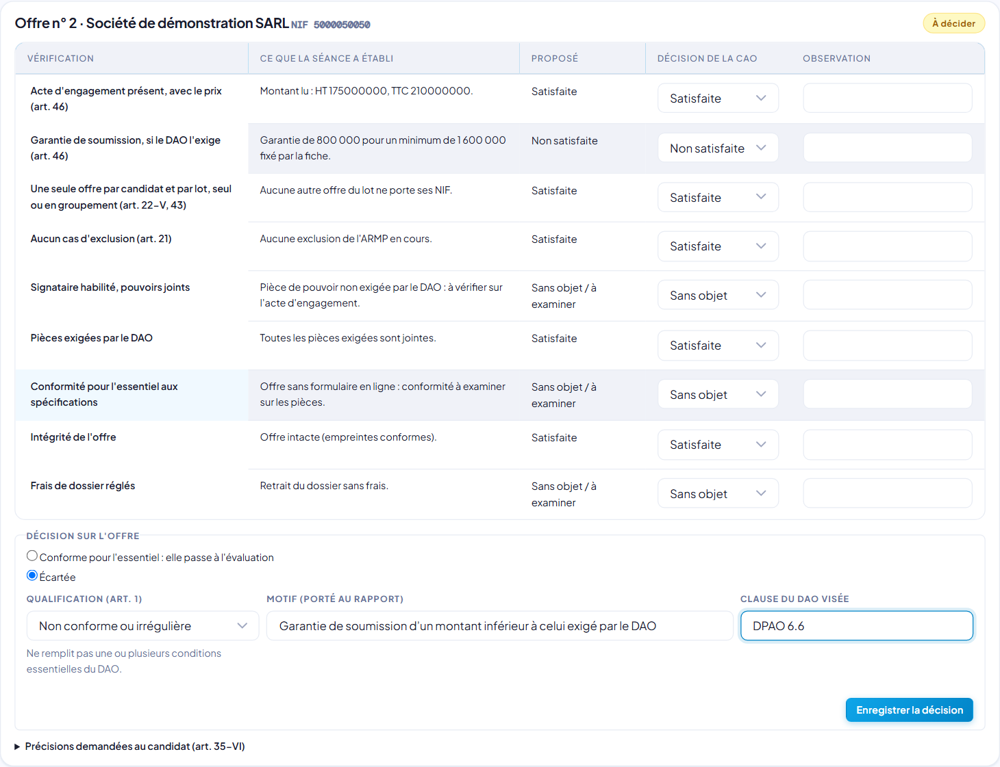 Offre n° 2 · Société de démonstration SARL NIF 5000050050
À décider
VÉRIFICATION
CE QUE LA SÉANCE A ÉTABLI
PROPOSÉ
DÉCISION DE LA CAO
OBSERVATION
Acte d'engagement présent, avec le prix
(art. 46)
Montant lu : HT 175000000, TTC 210000000.
Satisfaite
Satisfaite
Garantie de soumission, si le DAO l'exige
(art. 46)
Garantie de 800 000 pour un minimum de 1 600 000
fixé par la fiche.
Non satisfaite
Non satisfaite
Une seule offre par candidat et par lot, seul
ou en groupement (art. 22-V, 43)
Aucune autre offre du lot ne porte ses NIF.
Satisfaite
Satisfaite
Aucun cas d'exclusion (art. 21)
Aucune exclusion de l'ARMP en cours.
Satisfaite
Satisfaite
Signataire habilité, pouvoirs joints
Pièce de pouvoir non exigée par le DAO : à vérifier sur
l'acte d'engagement.
Sans objet / à
examiner
Sans objet
Pièces exigées par le DAO
Toutes les pièces exigées sont jointes.
Satisfaite
Satisfaite
Conformité pour l'essentiel aux
spécifications
Offre sans formulaire en ligne : conformité à examiner
sur les pièces.
Sans objet / à
examiner
Sans objet
Intégrité de l'offre
Offre intacte (empreintes conformes).
Satisfaite
Satisfaite
Frais de dossier réglés
Retrait du dossier sans frais.
Sans objet / à
examiner
Sans objet
DÉCISION SUR L'OFFRE
Conforme pour l'essentiel : elle passe à l'évaluation
Écartée
QUALIFICATION (ART. 1)
MOTIF (PORTÉ AU RAPPORT)
CLAUSE DU DAO VISÉE
Non conforme ou irrégulière
Garantie de soumission d’un montant inférieur à celui exigé par le DAO
DPAO 6.6
Ne remplit pas une ou plusieurs conditions
essentielles du DAO.
Enregistrer la décision
Précisions demandées au candidat (art. 35-VI)